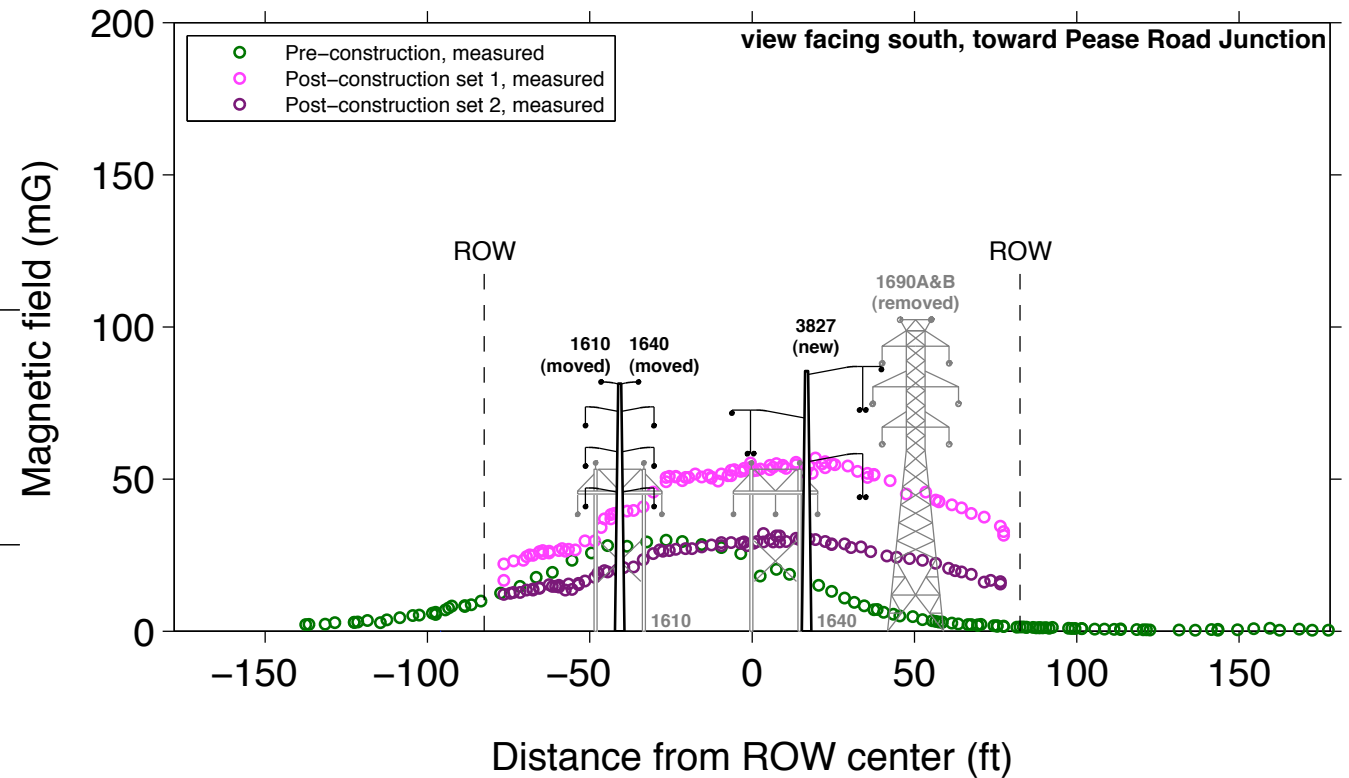 view facing south, toward Pease Road Junction
Pre−construction, measured
Post−construction set 1, measured
Post−construction set 2, measured
200
150
100
50
0
Magnetic field (mG)
ROW
ROW
1690A&B
(removed)
3827
(new)
1610
(moved)
1640
(moved)
1610
1640
−150
−100
−50
0
50
100
150
Distance from ROW center (ft)